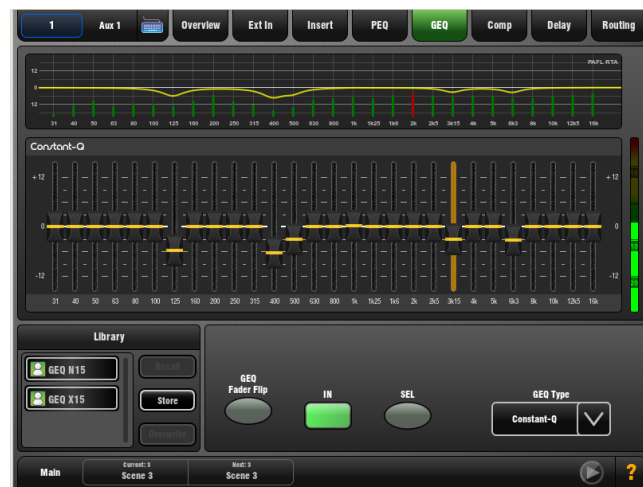 1 Aux 1 Overview Ext In Insert PEQ GEQ Comp Delay Routing
PAFL RTA
12
0
12
31 40 50 63 80 100 125 160 200 250 315 400 500 630 800 1k 1k25 1k6 2k 2k5 3k15 4k 5k 6k3 8k 10k 12k5 16k
Constant-Q
+12 +12
0 0
-12 -12
31 40 50 63 80 100 125 160 200 250 315 400 500 630 800 1k 1k25 1k6 2k 2k5 3k15 4k 5k 6k3 8k 10k 12k5 16k
Library
GEQ N15 Recall
GEQ X15 Store
Overwrite
GEQ
Fader Flip IN SEL GEQ Type
Constant-Q
Main Current: 3 Next: 3
Scene 3 Scene 3
?